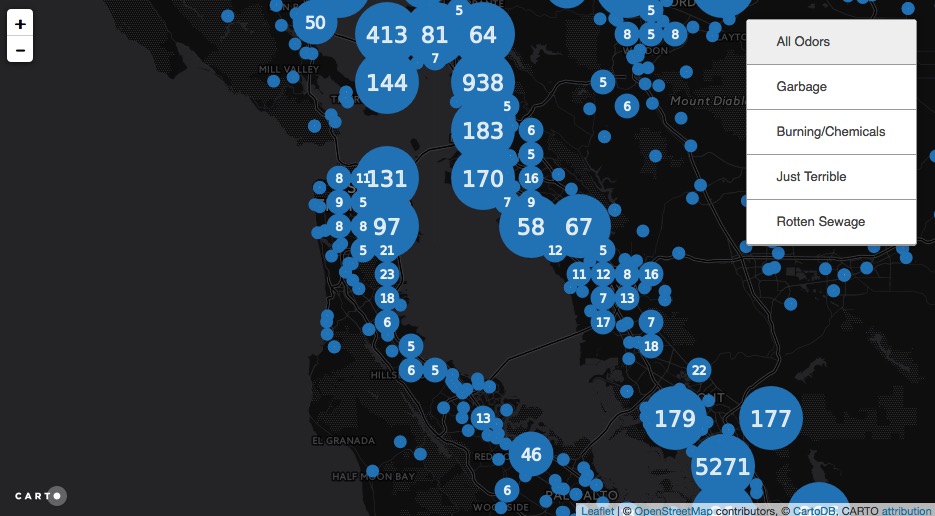 +
−
5
50
413 81 64
8 5 8
7
MILL VALLEY
144
938
5
5
6
Mount Diabl
183
6
5
8 11 131
170
16
9 5
7 9
8 8 97
58 67
5 21
12
5
23
11 12 8 16
18
7 13
6
17
7
5
18
HILLS
6 5
22
13
179
177
EL GRANADA
46
5271
HALF MOON BAY
6
PALO ALTO
All Odors
Garbage
Burning/Chemicals
Just Terrible
Rotten Sewage
CARTO
Leaflet | © OpenStreetMap contributors, © CartoDB, CARTO attribution